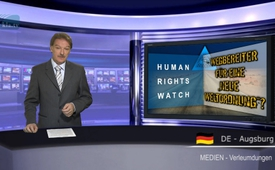 HUMAN
RIGHTS
WATCH
WEGBEREITER
FÜR EINE
"NEUE
WELTORDNUNG"?
DE - Augsburg
MEDIEN - Verleumdungen